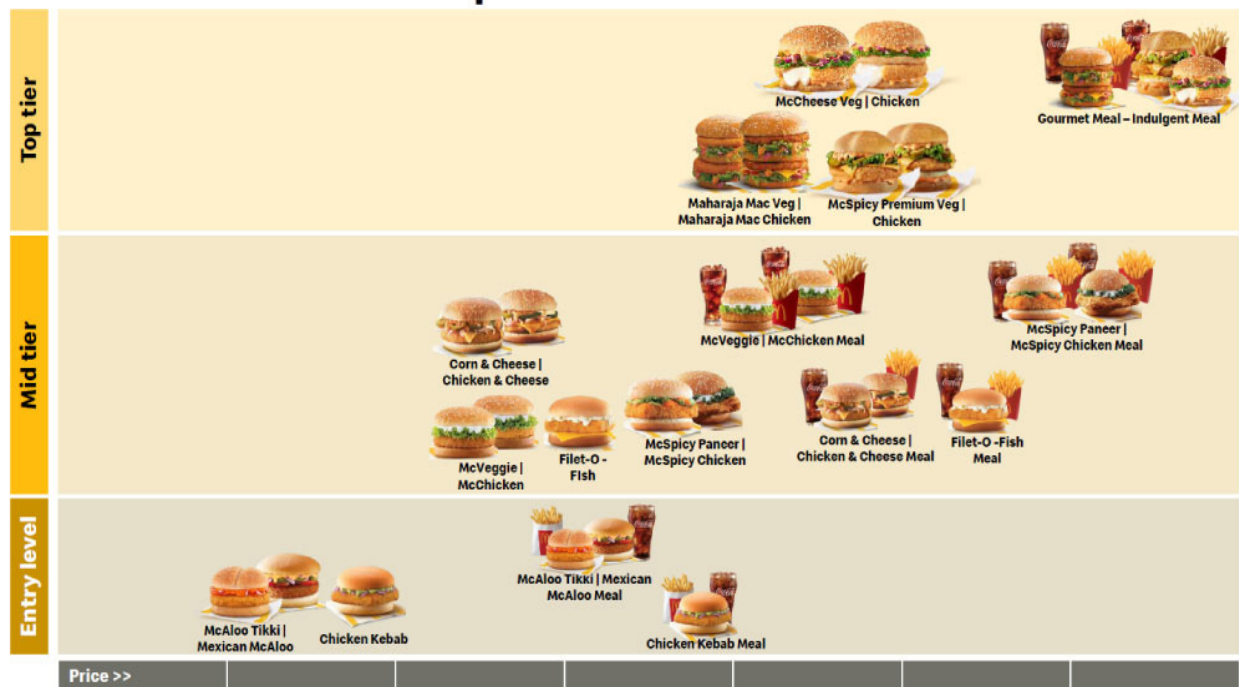 Top tier
McCheese Veg | Chicken
Gourmet Meal – Indulgent Meal
Maharaja Mac Veg |
Maharaja Mac Chicken
McSpicy Premium Veg |
Chicken
Mid tier
Corn & Cheese |
Chicken & Cheese
McVeggie | McChicken Meal
McSpicy Paneer |
McSpicy Chicken Meal
McVeggie |
McChicken
Filet-O -
Fish
McSpicy Paneer |
McSpicy Chicken
Corn & Cheese |
Chicken & Cheese Meal
Filet-O -Fish
Meal
Entry level
McAloo Tikki |
Mexican McAloo
Chicken Kebab
McAloo Tikki | Mexican
McAloo Meal
Chicken Kebab Meal
Price >>